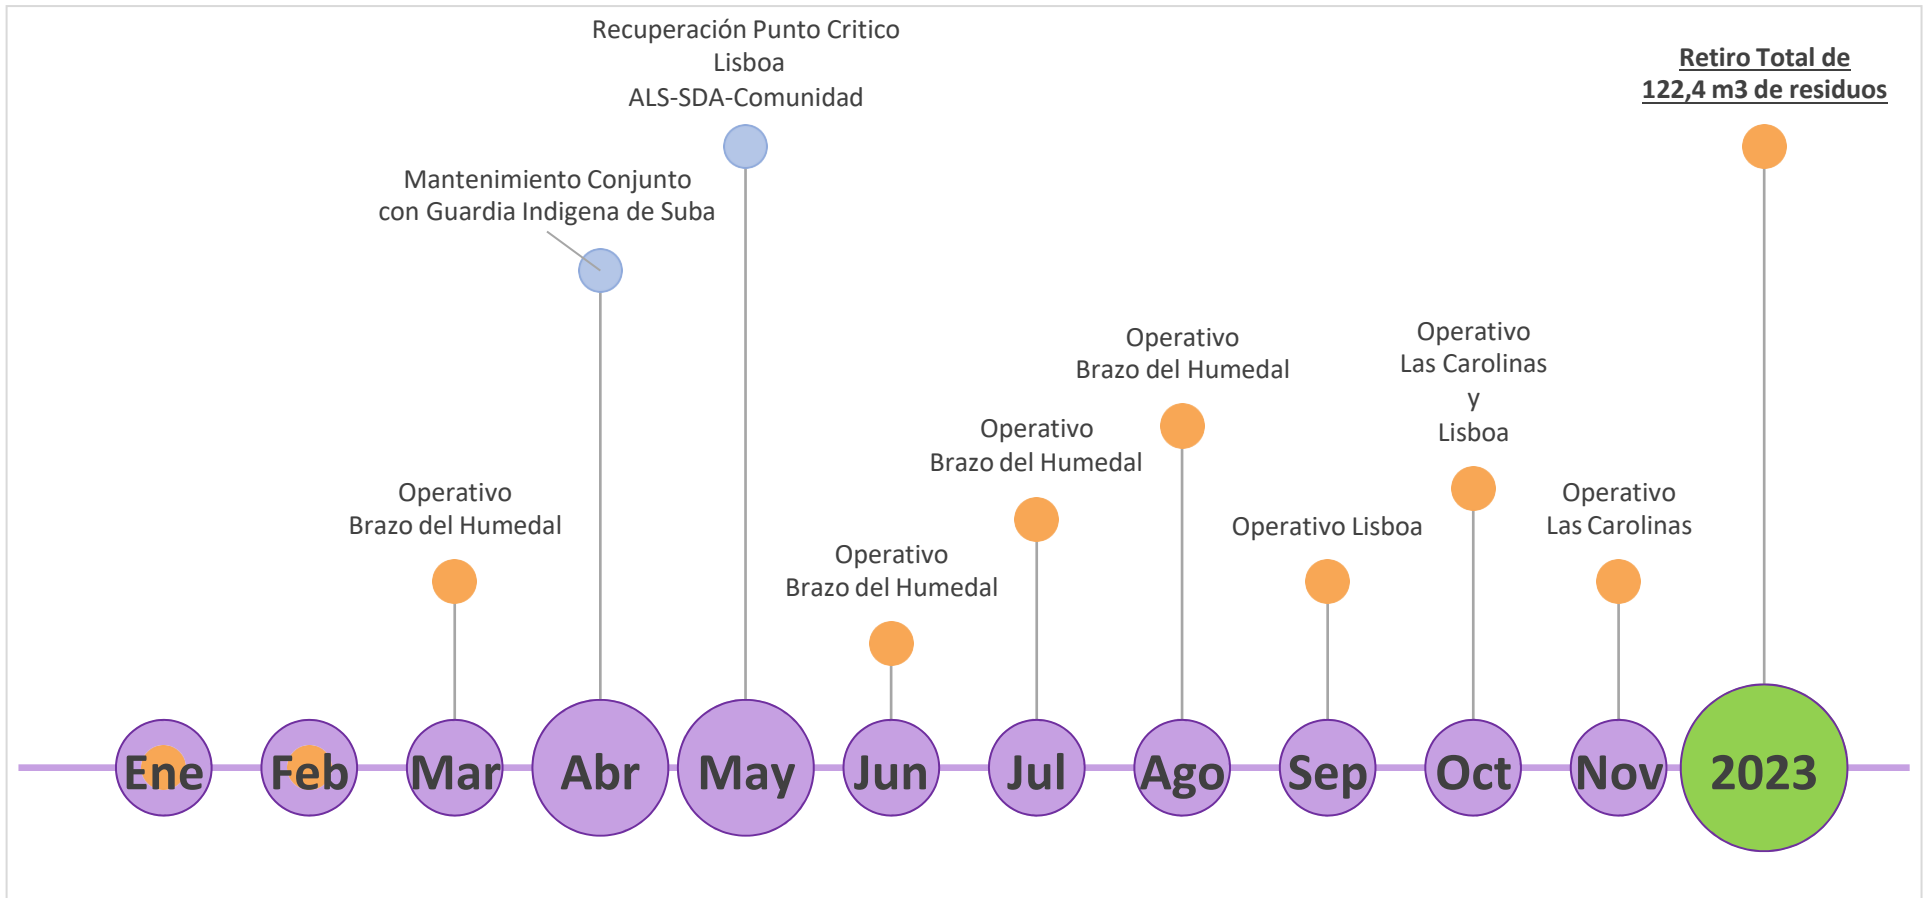 Recuperación Punto Critico
Lisboa
ALS-SDA-Comunidad
Retiro Total de
122,4 m3 de residuos
Mantenimiento Conjunto
con Guardia Indigena de Suba
Operativo
Brazo del Humedal
Operativo
Brazo del Humedal
Operativo
Brazo del Humedal
Operativo
Brazo del Humedal
Operativo Lisboa
Operativo
Las Carolinas
y
Lisboa
Operativo
Las Carolinas
Ene
Feb
Mar
Abr
May
Jun
Jul
Ago
Sep
Oct
Nov
2023